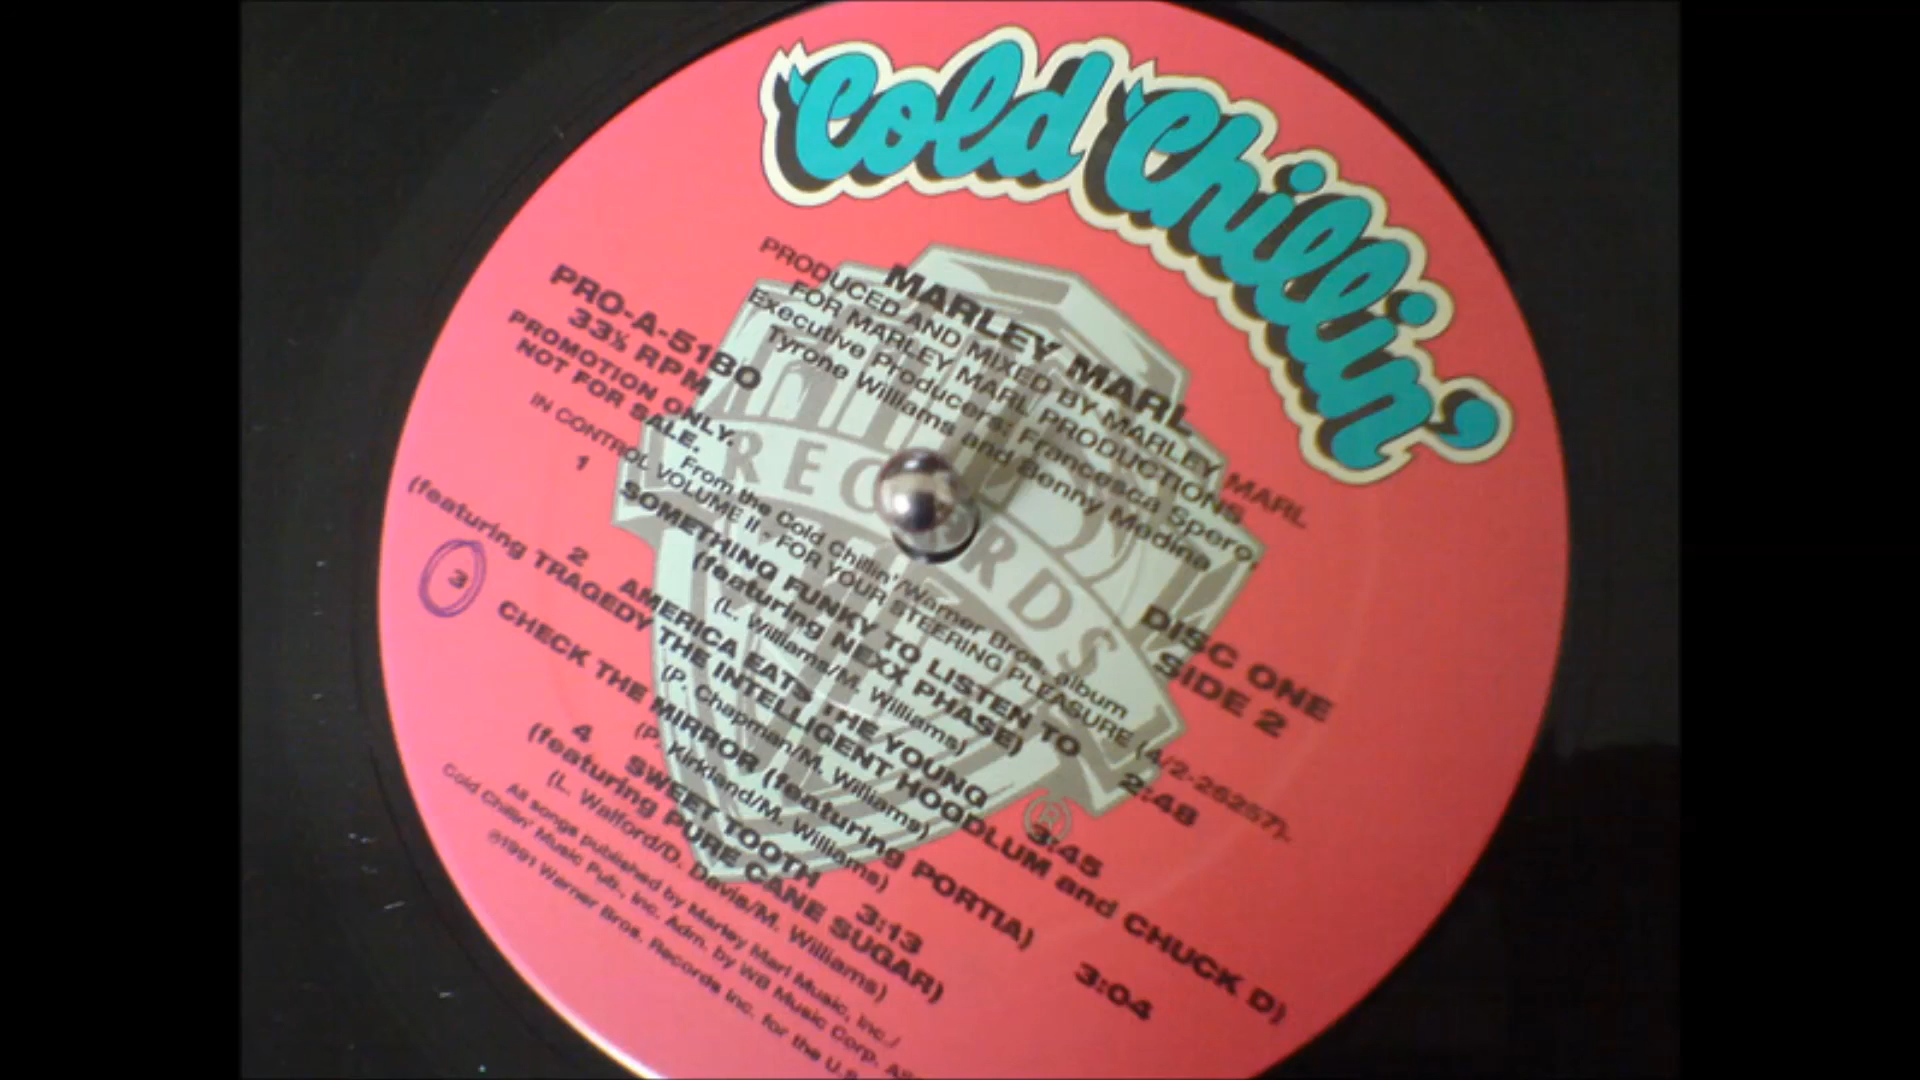 'Cold Chillin'
MARLEY MARL
PRODUCED AND MIXED BY MARLEY MARL
FOR MARLEY MARL PRODUCTIONS
Executive Producers: Francesca Spero,
Tyrone Williams and Benny Medina
PRO-A-5180
33⅓ RPM
PROMOTION ONLY.
NOT FOR SALE.
DISC ONE
SIDE 2
From the Cold Chillin'/Warner Bros. album
IN CONTROL VOLUME II - FOR YOUR STEERING PLEASURE (4/2-26257).
1 SOMETHING FUNKY TO LISTEN TO 2:48
(featuring NEXX PHASE)
(L. Williams/M. Williams)
2 AMERICA EATS THE YOUNG 3:45
(featuring TRAGEDY THE INTELLIGENT HOODLUM and CHUCK D)
(P. Chapman/M. Williams)
3 CHECK THE MIRROR (featuring PORTIA) 3:04
(P. Kirkland/M. Williams)
4 SWEET TOOTH 3:13
(featuring PURE CANE SUGAR)
(L. Walford/D. Davis/M. Williams)
All songs published by Marley Marl Music, Inc./
Cold Chillin' Music Pub., Inc. Adm. by WB Music Corp.
℗1991 Warner Bros. Records Inc. for the U.S.
RECORDS
®